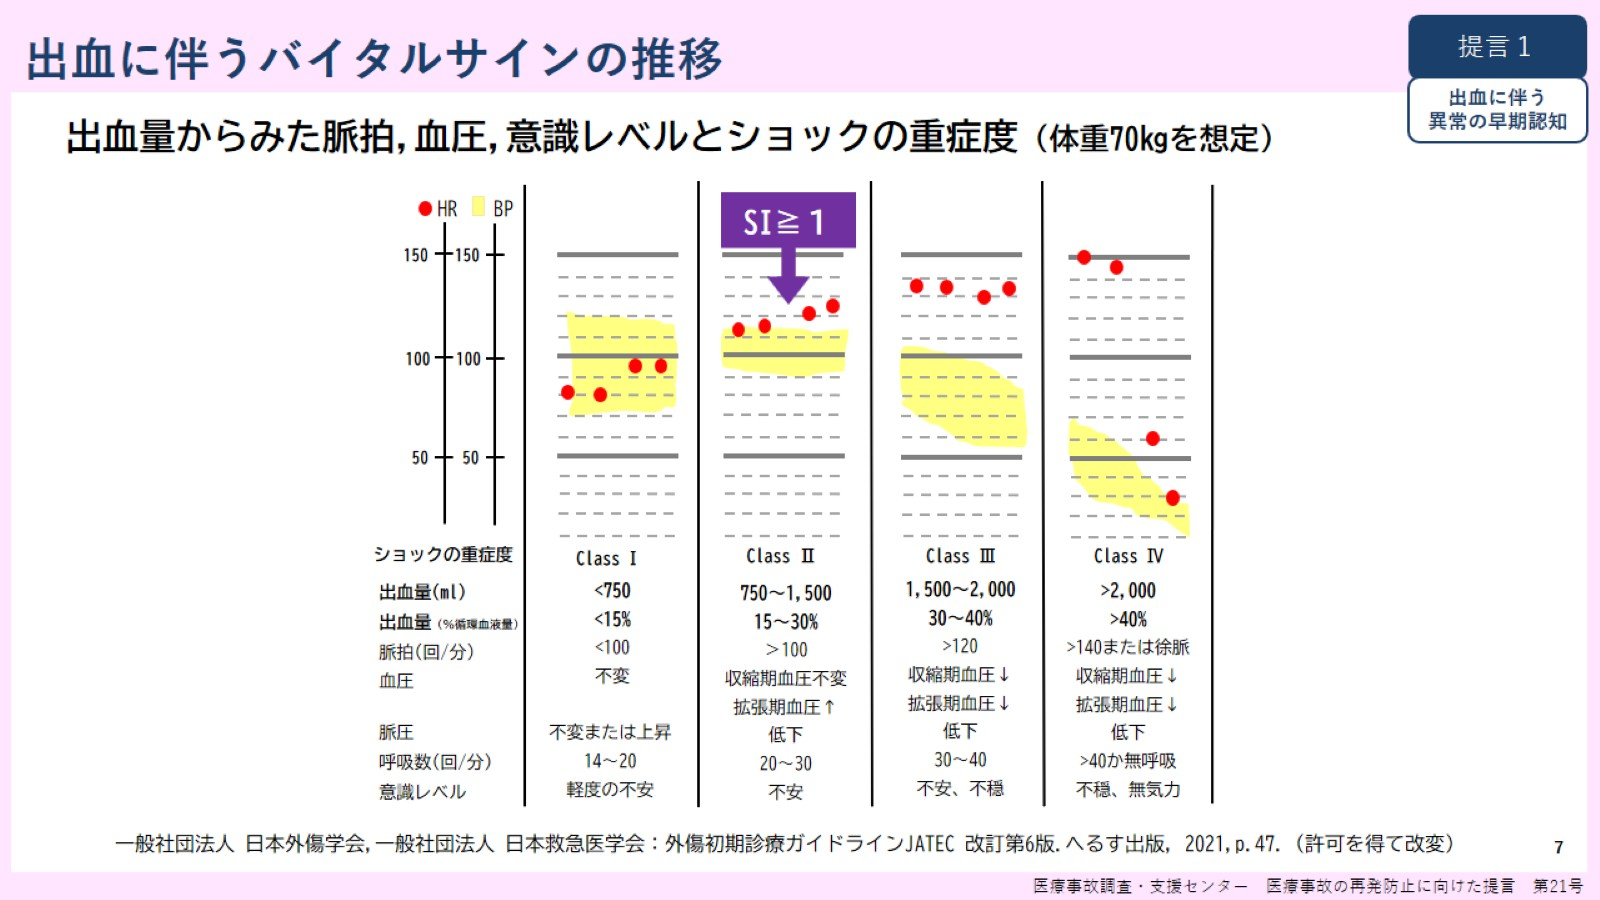 出血に伴うバイタルサインの推移
提言1
出血に伴う
異常の早期認知
出血量からみた脈拍,血圧,意識レベルとショックの重症度（体重70kgを想定）
HR BP
SI≧1
150 150
100 100
50 50
ショックの重症度 Class Ⅰ Class Ⅱ Class Ⅲ Class Ⅳ
出血量(ml) <750 750～1,500 1,500～2,000 >2,000
出血量（%循環血液量） <15% 15～30% 30～40% >40%
脈拍(回/分) <100 >100 >120 >140または徐脈
血圧 不変 収縮期血圧不変 収縮期血圧↓ 収縮期血圧↓
拡張期血圧↑ 拡張期血圧↓ 拡張期血圧↓
脈圧 不変または上昇 低下 低下 低下
呼吸数(回/分) 14～20 20～30 30～40 >40か無呼吸
意識レベル 軽度の不安 不安 不安、不穏 不穏、無気力
一般社団法人 日本外傷学会,一般社団法人 日本救急医学会：外傷初期診療ガイドラインJATEC 改訂第6版.へるす出版, 2021,p.47.（許可を得て改変）
7
医療事故調査・支援センター 医療事故の再発防止に向けた提言 第21号